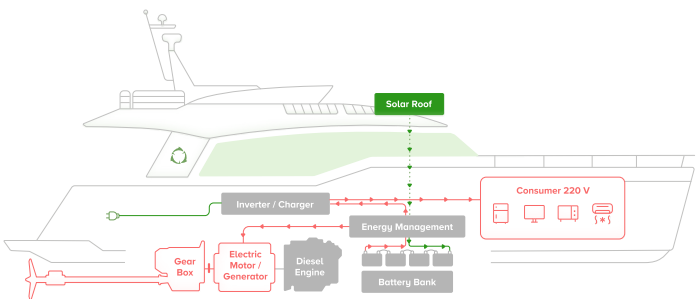 Solar Roof
Consumer 220 V
Inverter / Charger
Energy Management
Gear
Box
Electric
Motor /
Generator
Diesel
Engine
Battery Bank